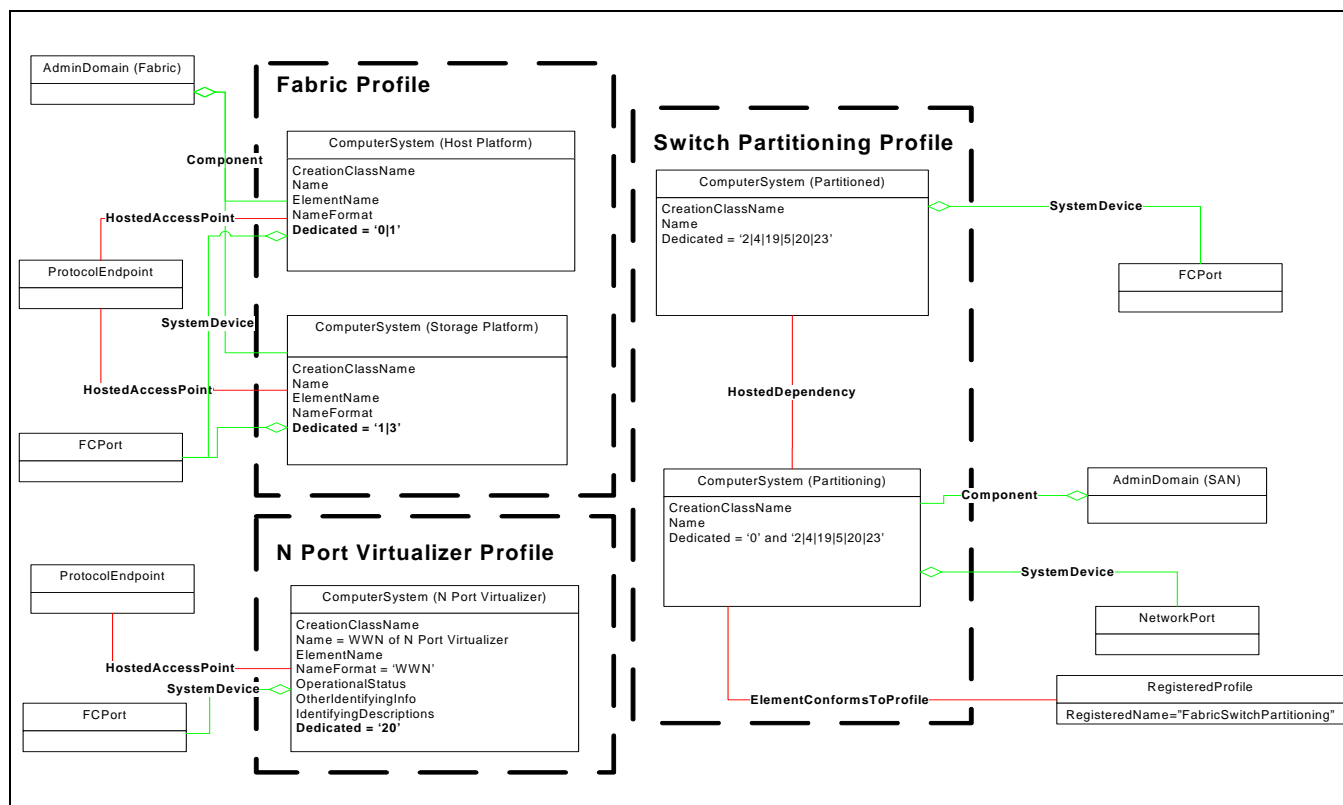 AdminDomain (Fabric)
Fabric Profile
ComputerSystem (Host Platform)
CreationClassName
Name
ElementName
NameFormat
Dedicated = ‘0|1’
Component
HostedAccessPoint
ProtocolEndpoint
SystemDevice
ComputerSystem (Storage Platform)
CreationClassName
Name
ElementName
NameFormat
Dedicated = ‘1|3’
HostedAccessPoint
FCPort
N Port Virtualizer Profile
ProtocolEndpoint
ComputerSystem (N Port Virtualizer)
CreationClassName
Name = WWN of N Port Virtualizer
ElementName
NameFormat = ‘WWN’
OperationalStatus
OtherIdentifyingInfo
IdentifyingDescriptions
Dedicated = ‘20’
HostedAccessPoint
SystemDevice
FCPort
Switch Partitioning Profile
ComputerSystem (Partitioned)
CreationClassName
Name
Dedicated = ‘2|4|19|5|20|23’
SystemDevice
FCPort
HostedDependency
ComputerSystem (Partitioning)
CreationClassName
Name
Dedicated = ‘0’ and ‘2|4|19|5|20|23’
Component
AdminDomain (SAN)
SystemDevice
NetworkPort
ElementConformsToProfile
RegisteredProfile
RegisteredName="FabricSwitchPartitioning"